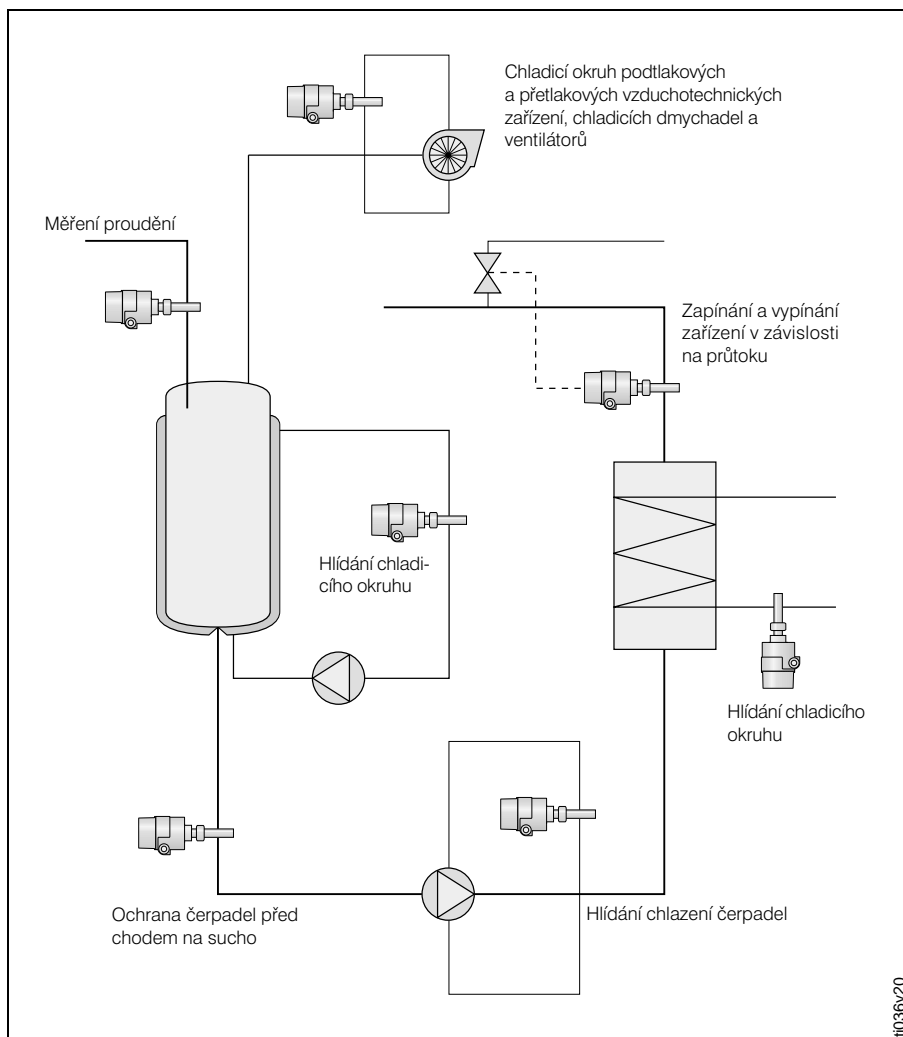 Chladicí okruh podtlakových
a přetlakových vzduchotechnických
zařízení, chladicích dmychadel a
ventilátorů
Měření proudění
Zapínání a vypínání
zařízení v závislosti
na průtoku
Hlídání chladi-
cího okruhu
Hlídání chladicího
okruhu
Ochrana čerpadel před
chodem na sucho
Hlídání chlazení čerpadel
ti036y20